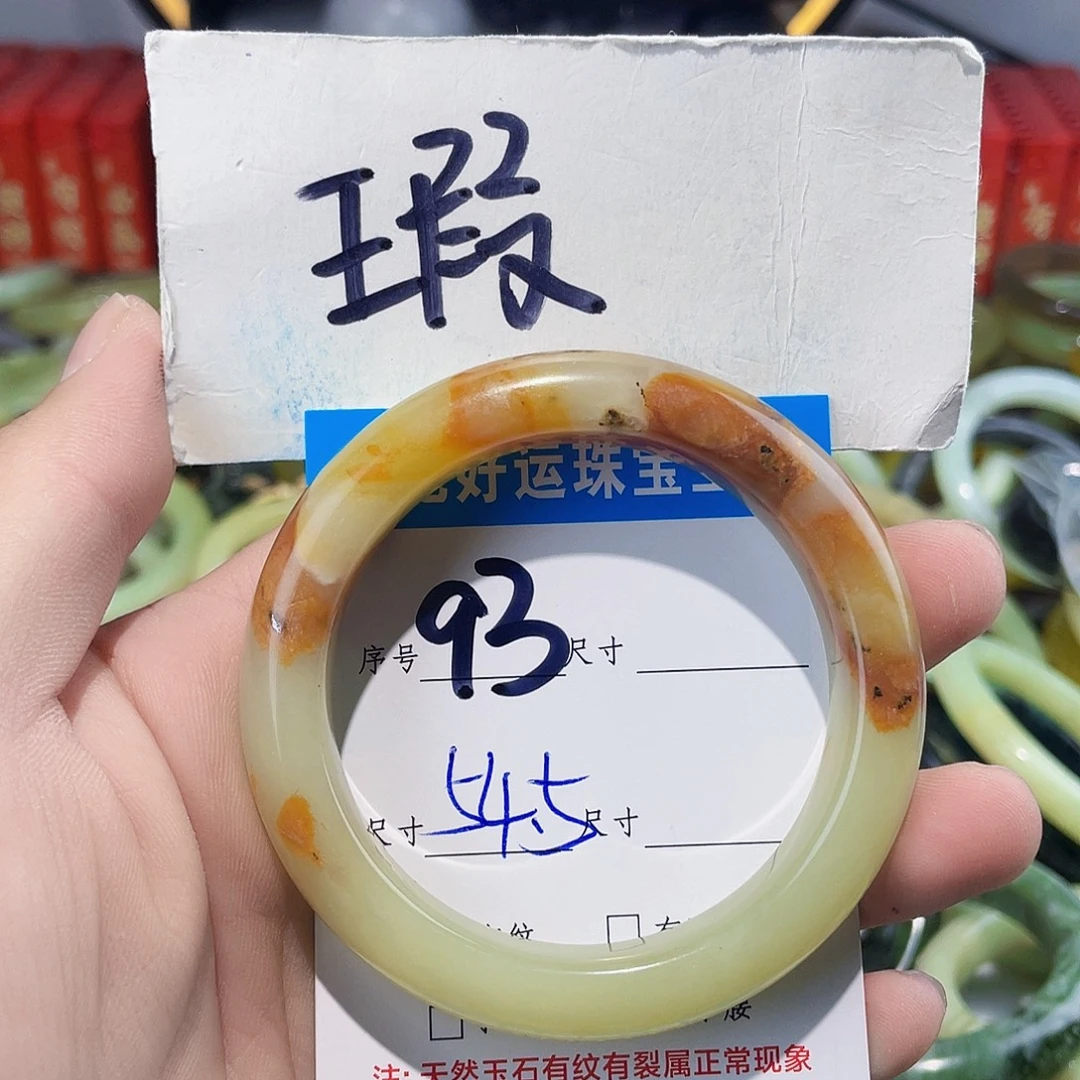 瑕
好运珠宝
序号 93 尺寸
尺寸 54.5 尺寸
纹
注: 天然玉石有纹有裂属正常现象